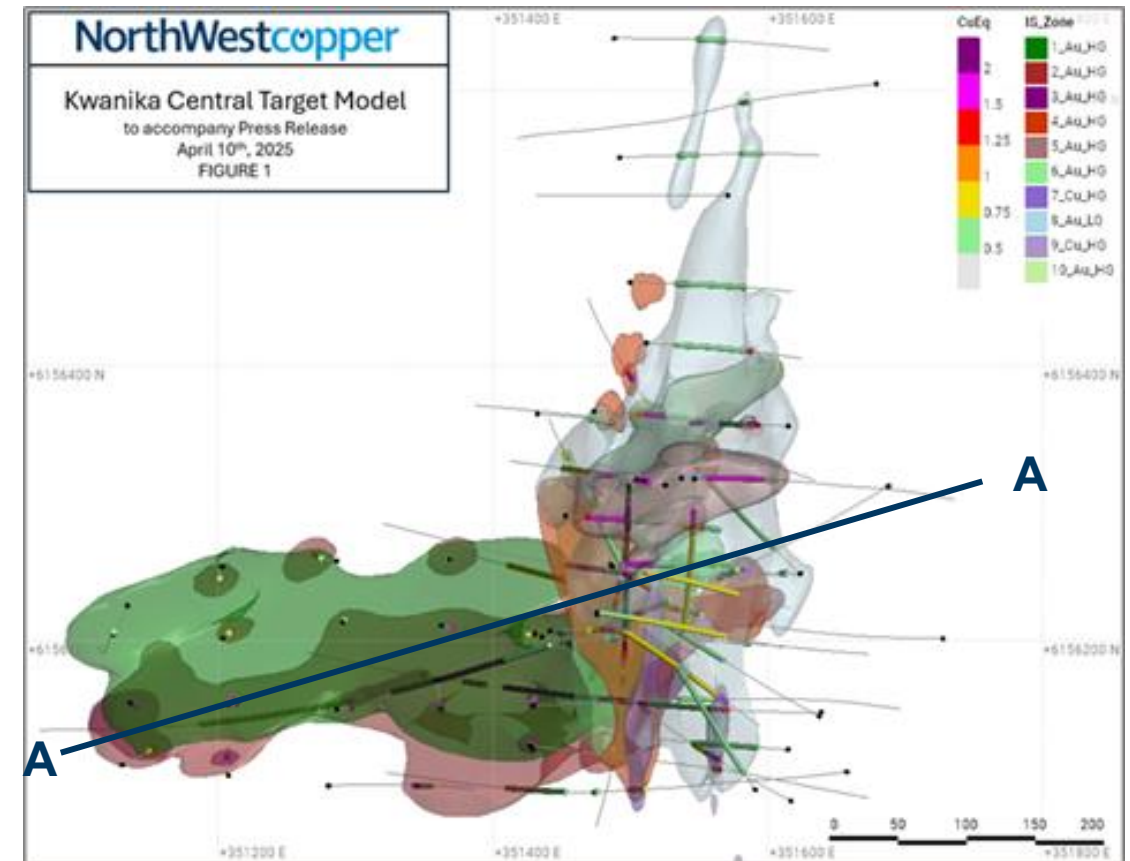 NorthWestcopper
Kwanika Central Target Model
to accompany Press Release
April 10th, 2025
FIGURE 1
+351400 E
+351600 E
CuEq
2
1.5
1.25
1
0.75
0.5
IS_Zone
1_Au_HG
2_Au_HG
3_Au_HG
4_Au_HG
5_Au_HG
6_Au_HG
7_Cu_HG
8_Au_LG
9_Cu_HG
10_Au_HG
+6156400 N
+6156400 N
A
A
+6156200 N
0 50 100 150 200
+351200 E
+351400 E
+351600 E
+351800 E